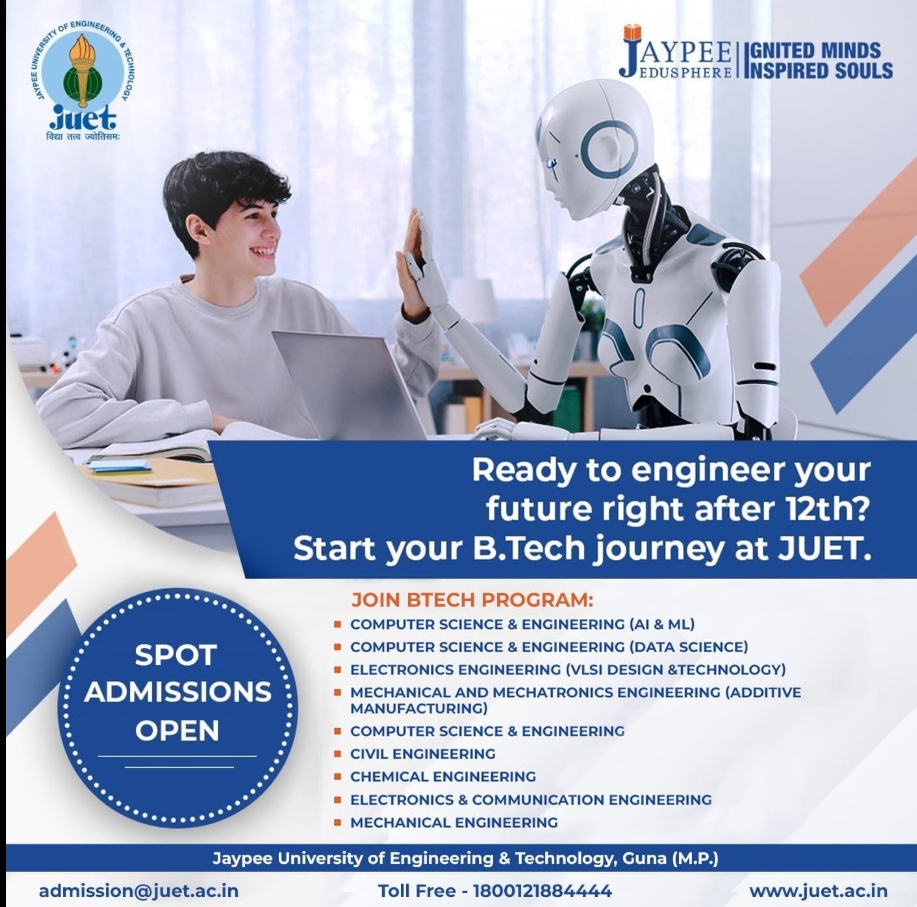 JAYPEE UNIVERSITY OF ENGINEERING & TECHNOLOGY
juet
विद्या तत्व ज्योतिसमः
JAYPEE
EDUSPHERE
IGNITED MINDS
INSPIRED SOULS
Ready to engineer your
future right after 12th?
Start your B.Tech journey at JUET.
SPOT
ADMISSIONS
OPEN
JOIN BTECH PROGRAM:
COMPUTER SCIENCE & ENGINEERING (AI & ML)
COMPUTER SCIENCE & ENGINEERING (DATA SCIENCE)
ELECTRONICS ENGINEERING (VLSI DESIGN &TECHNOLOGY)
MECHANICAL AND MECHATRONICS ENGINEERING (ADDITIVE
MANUFACTURING)
COMPUTER SCIENCE & ENGINEERING
CIVIL ENGINEERING
CHEMICAL ENGINEERING
ELECTRONICS & COMMUNICATION ENGINEERING
MECHANICAL ENGINEERING
Jaypee University of Engineering & Technology, Guna (M.P.)
admission@juet.ac.in
Toll Free - 1800121884444
www.juet.ac.in